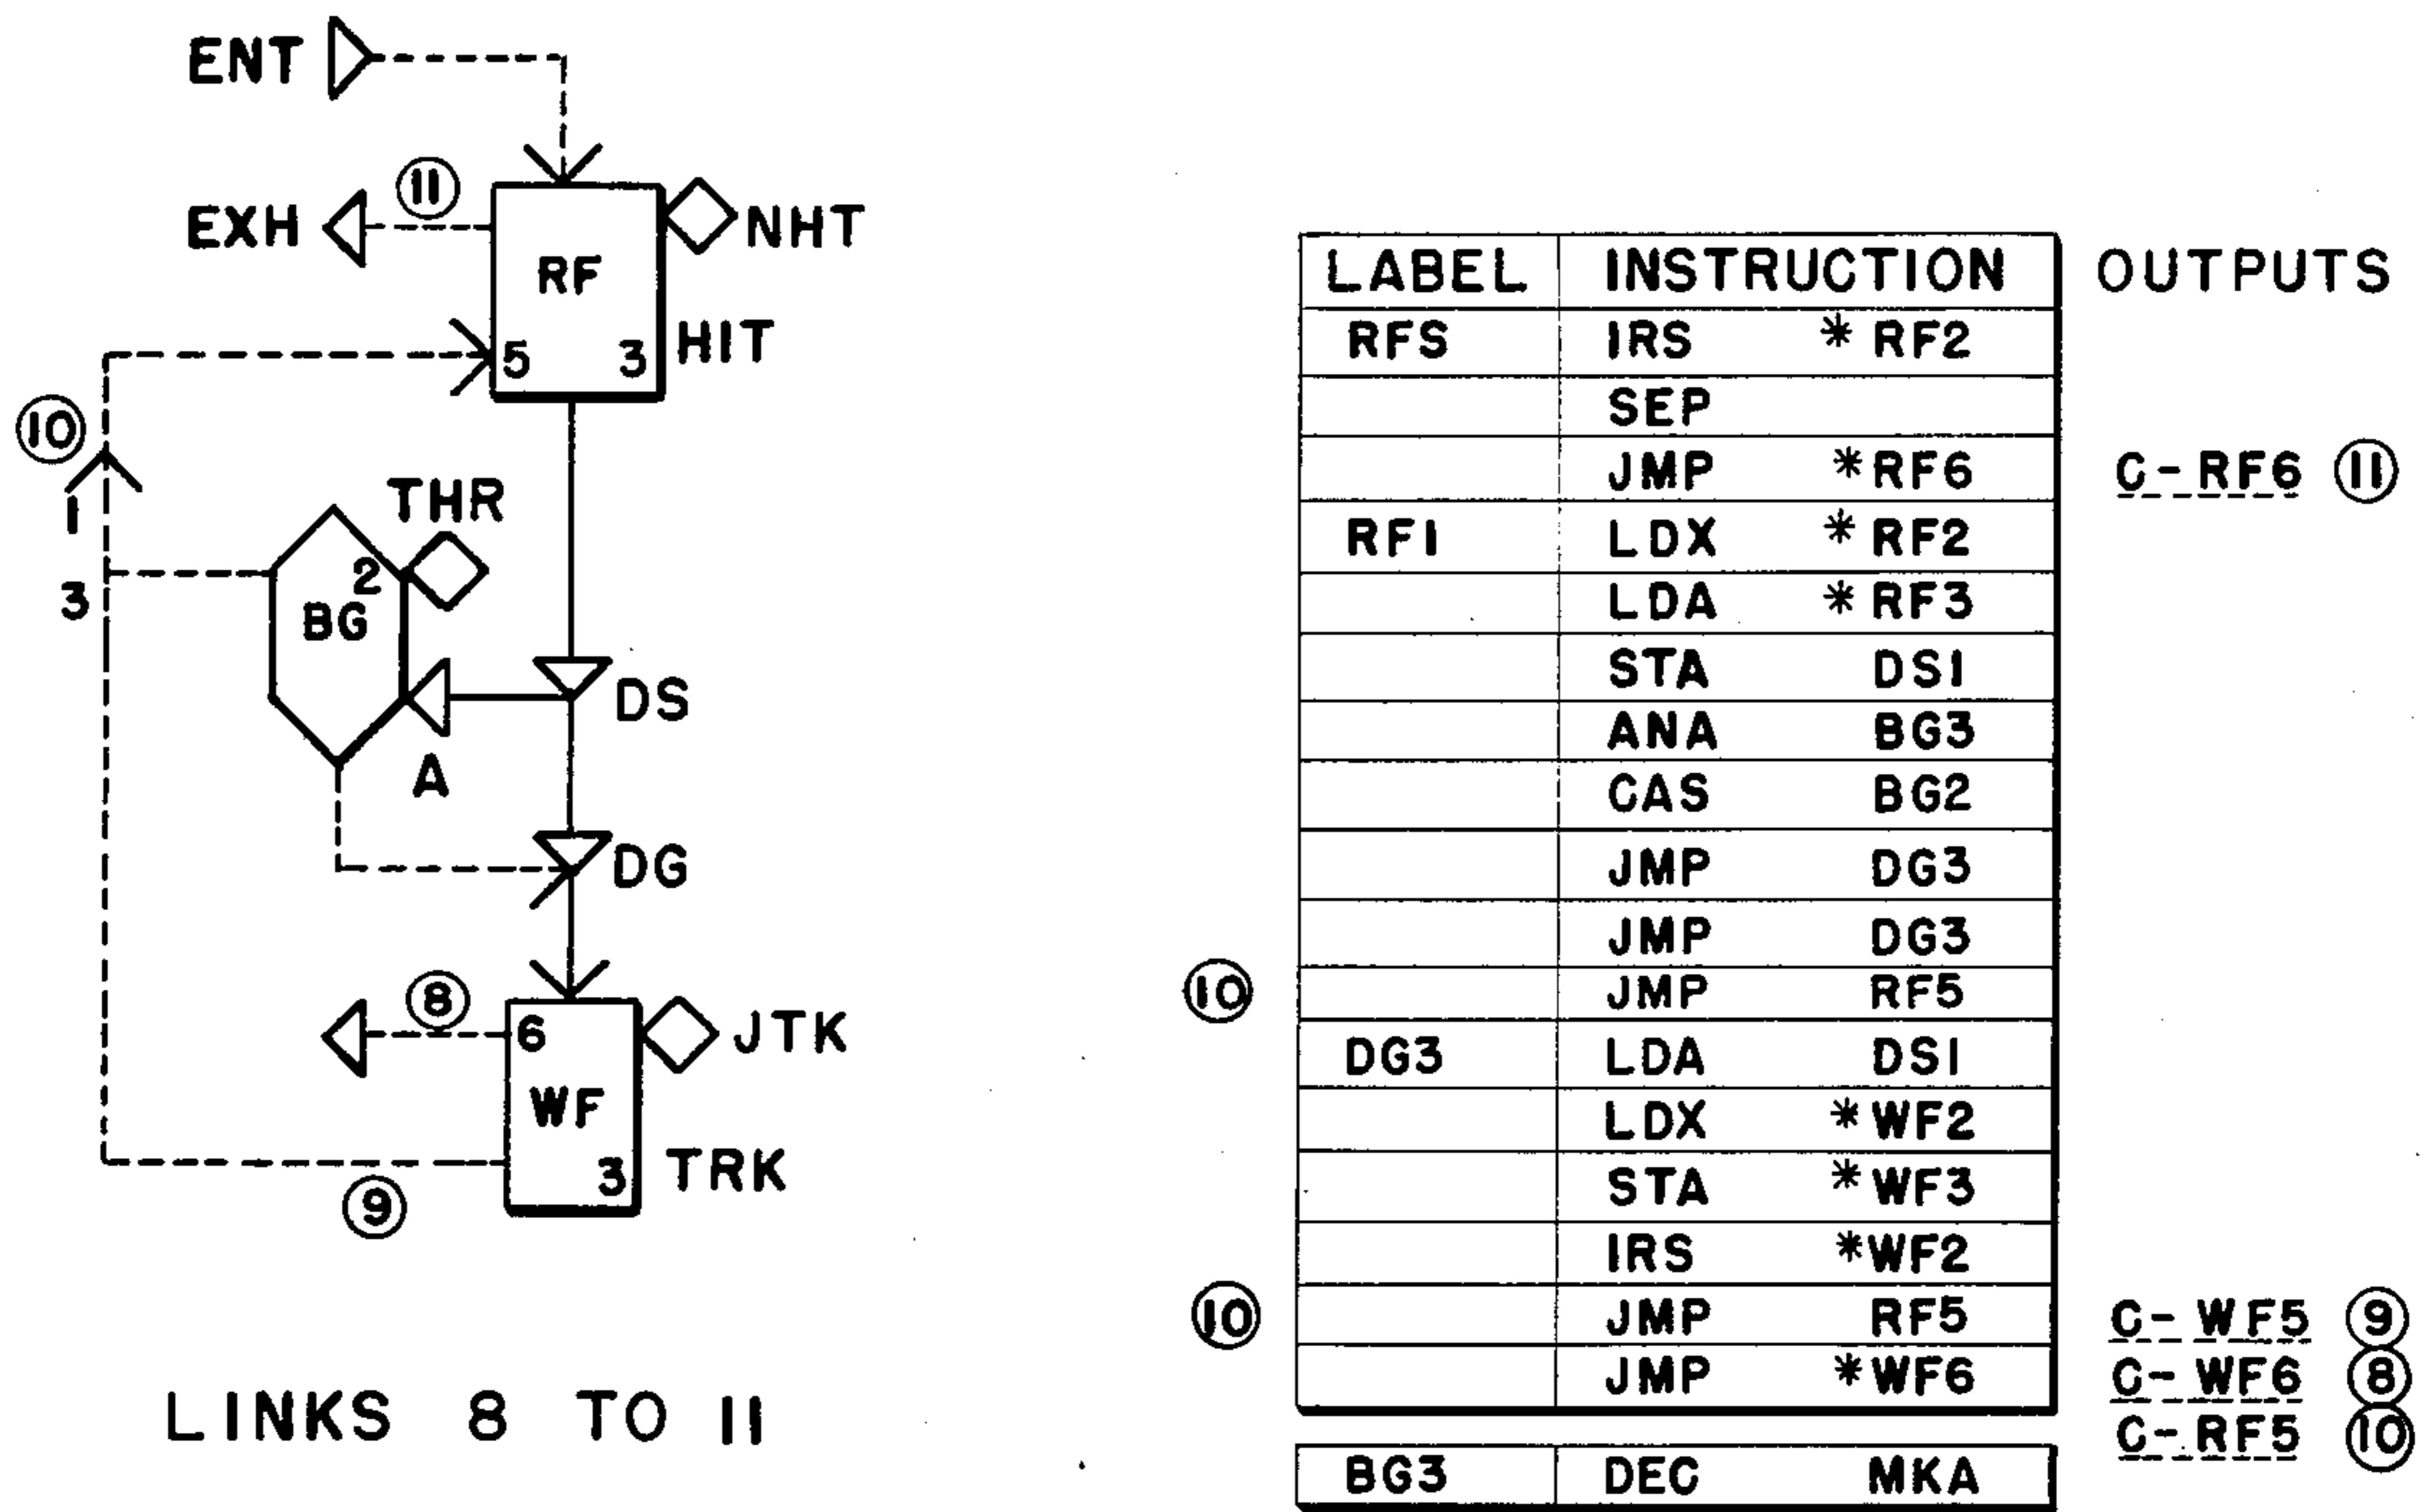 ENT
11
EXH
NHT
RF
HIT
5 3
10
1
THR
2
3
BG
DS
A
DG
8
6
JTK
WF
3
TRK
9
LINKS 8 TO 11
LABEL INSTRUCTION OUTPUTS
RFS IRS * RF2
SEP
JMP * RF6 C-RF6 11
RF1 LDX * RF2
LDA * RF3
STA DS1
ANA BG3
CAS BG2
JMP DG3
JMP DG3
10 JMP RF5
DG3 LDA DS1
LDX * WF2
STA * WF3
IRS * WF2
10 JMP RF5 C-WF5 9
JMP * WF6 C-WF6 8
C-RF5 10
BG3 DEC MKA